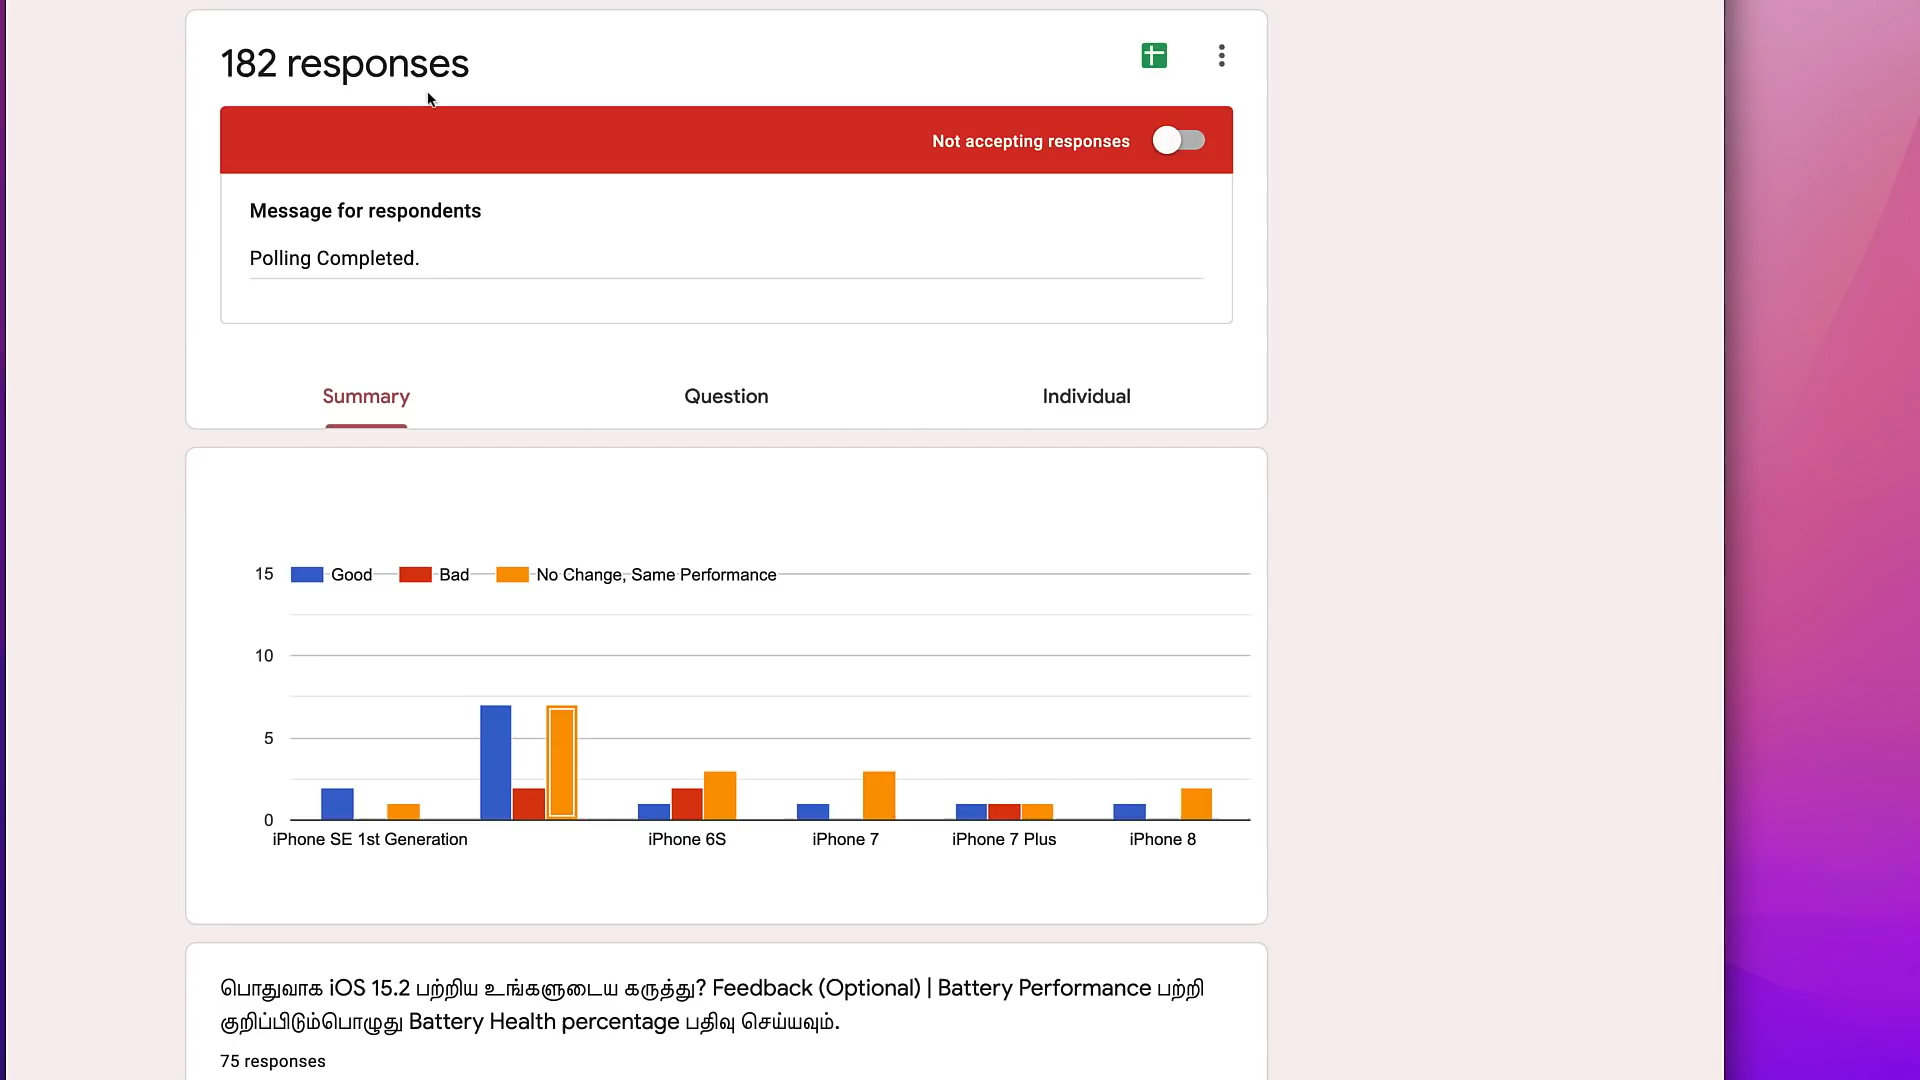 182 responses
Not accepting responses
Message for respondents
Polling Completed.
Summary
Question
Individual
15
Good
Bad
No Change, Same Performance
10
5
0
iPhone SE 1st Generation
iPhone 6S
iPhone 7
iPhone 7 Plus
iPhone 8
பொதுவாக iOS 15.2 பற்றிய உங்களுடைய கருத்து? Feedback (Optional) | Battery Performance பற்றி
குறிப்பிடும்பொழுது Battery Health percentage பதிவு செய்யவும்.
75 responses